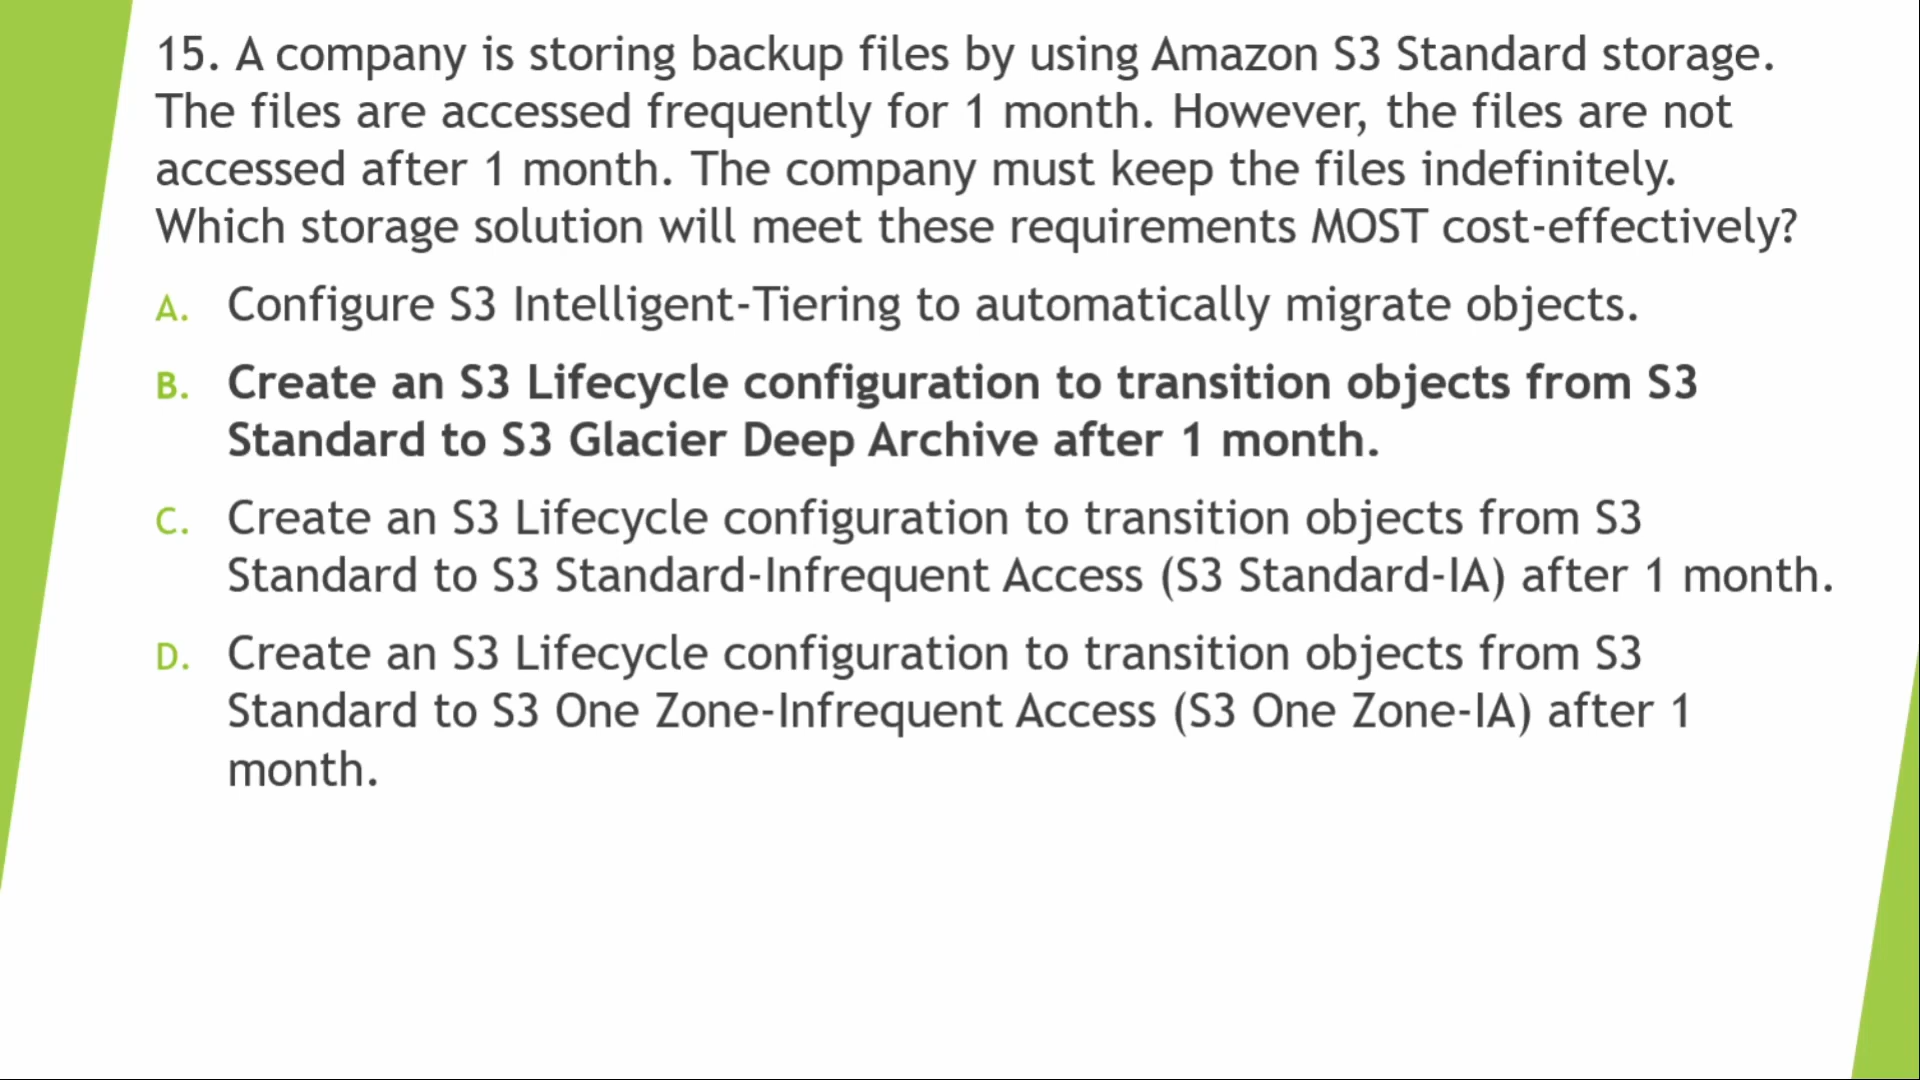 15. A company is storing backup files by using Amazon S3 Standard storage.
The files are accessed frequently for 1 month. However, the files are not
accessed after 1 month. The company must keep the files indefinitely.
Which storage solution will meet these requirements MOST cost-effectively?
A. Configure S3 Intelligent-Tiering to automatically migrate objects.
B. Create an S3 Lifecycle configuration to transition objects from S3
Standard to S3 Glacier Deep Archive after 1 month.
C. Create an S3 Lifecycle configuration to transition objects from S3
Standard to S3 Standard-Infrequent Access (S3 Standard-IA) after 1 month.
D. Create an S3 Lifecycle configuration to transition objects from S3
Standard to S3 One Zone-Infrequent Access (S3 One Zone-IA) after 1
month.